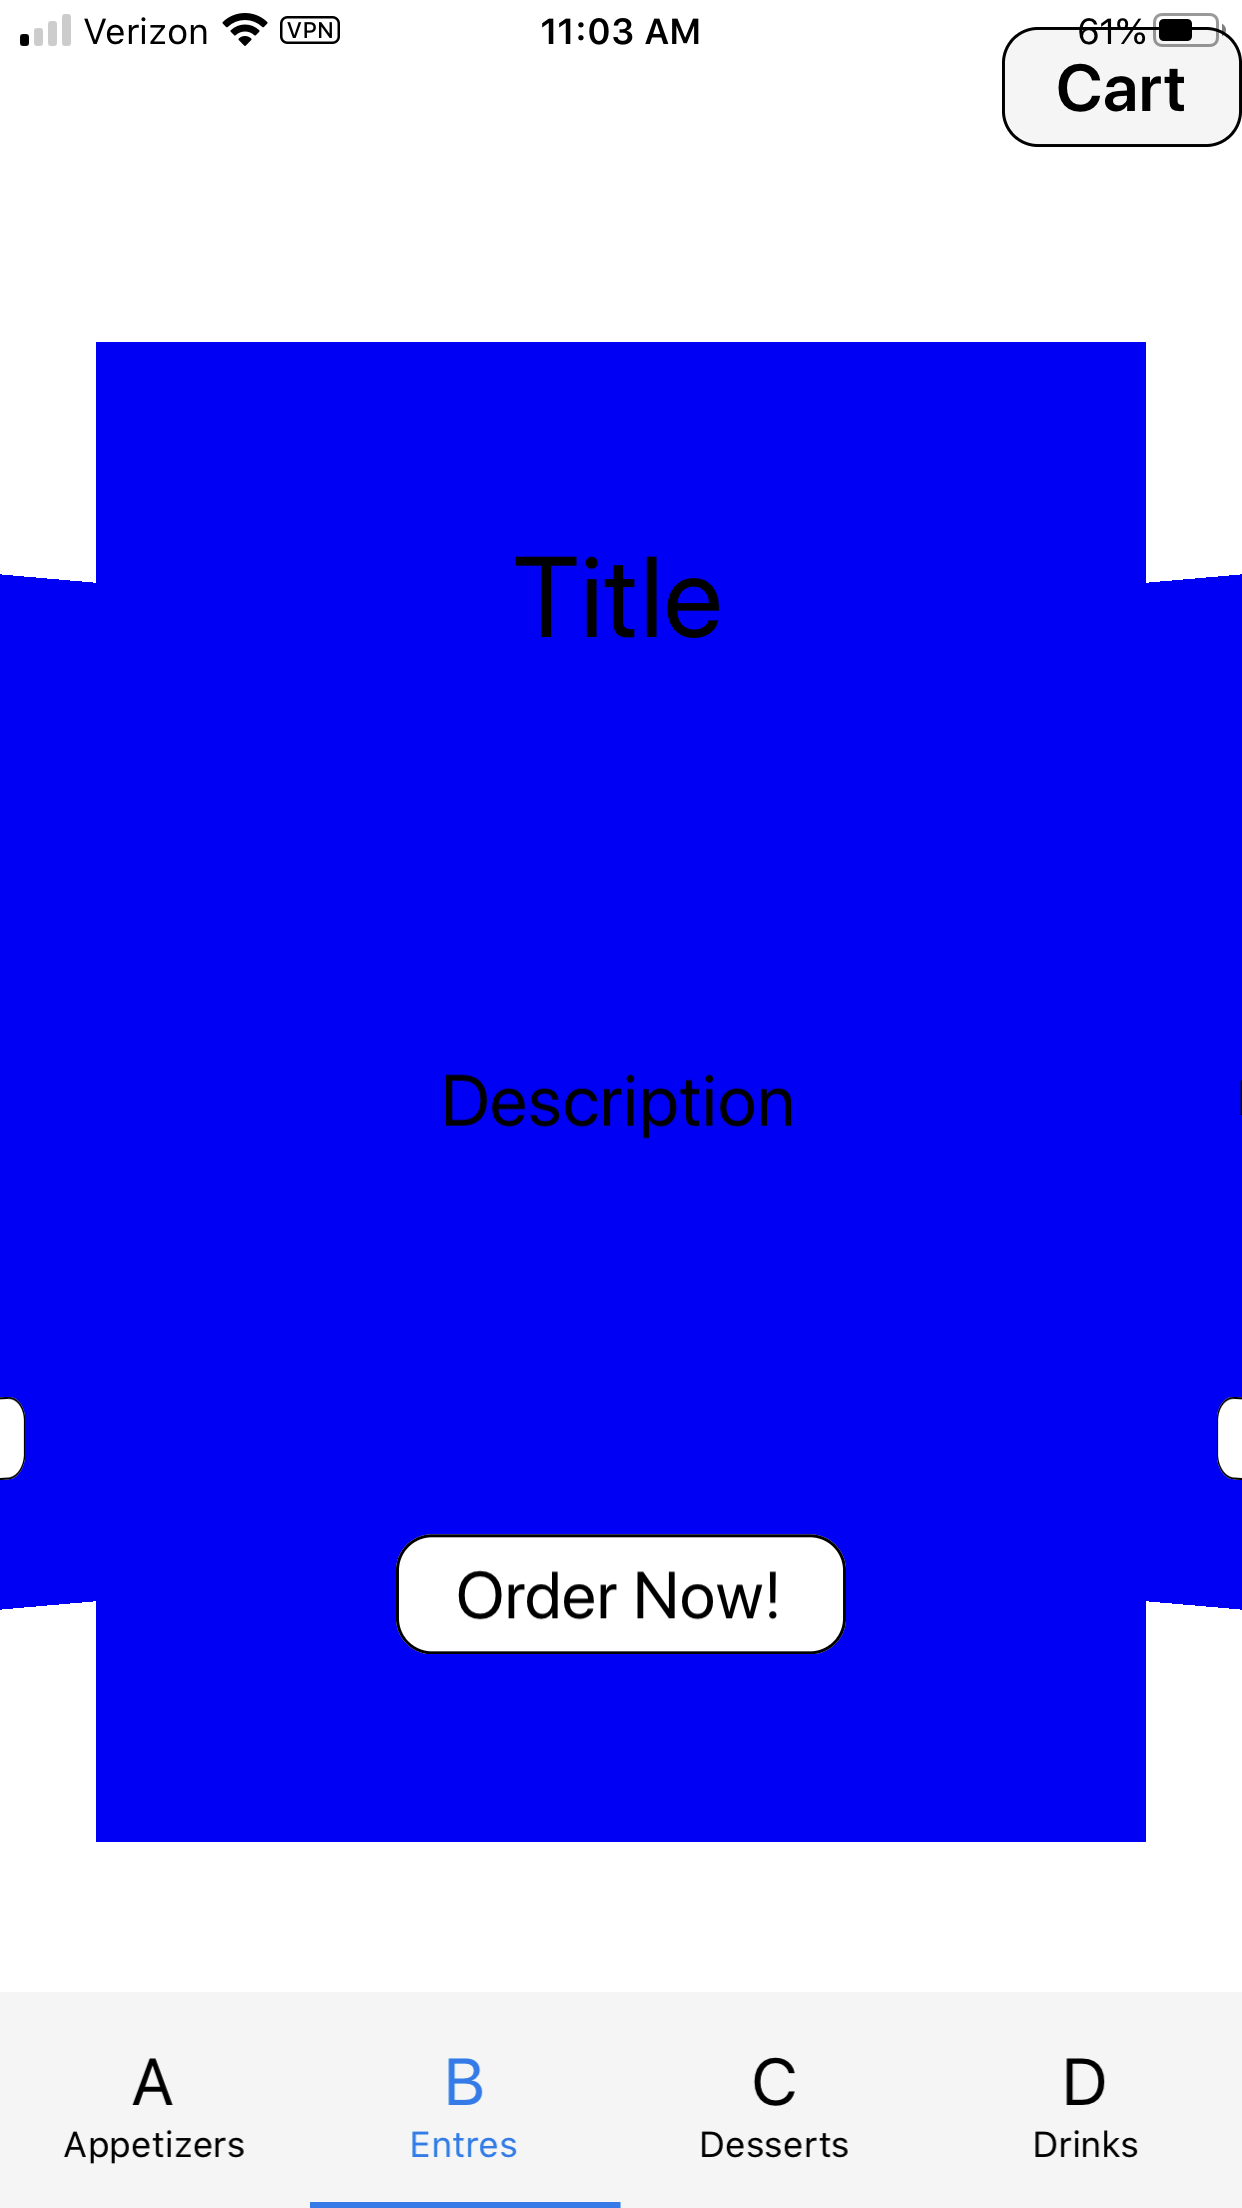 Verizon VPN 11:03 AM 61%
Cart
Title
Description
Order Now!
A B C D
Appetizers Entres Desserts Drinks